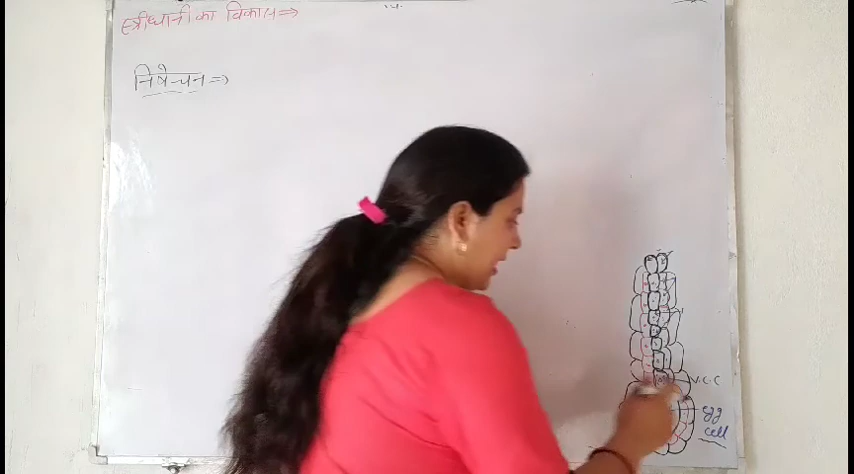 स्त्रीधानी का विकास ⇒
निषेचन ⇒
V.C.C
egg
cell